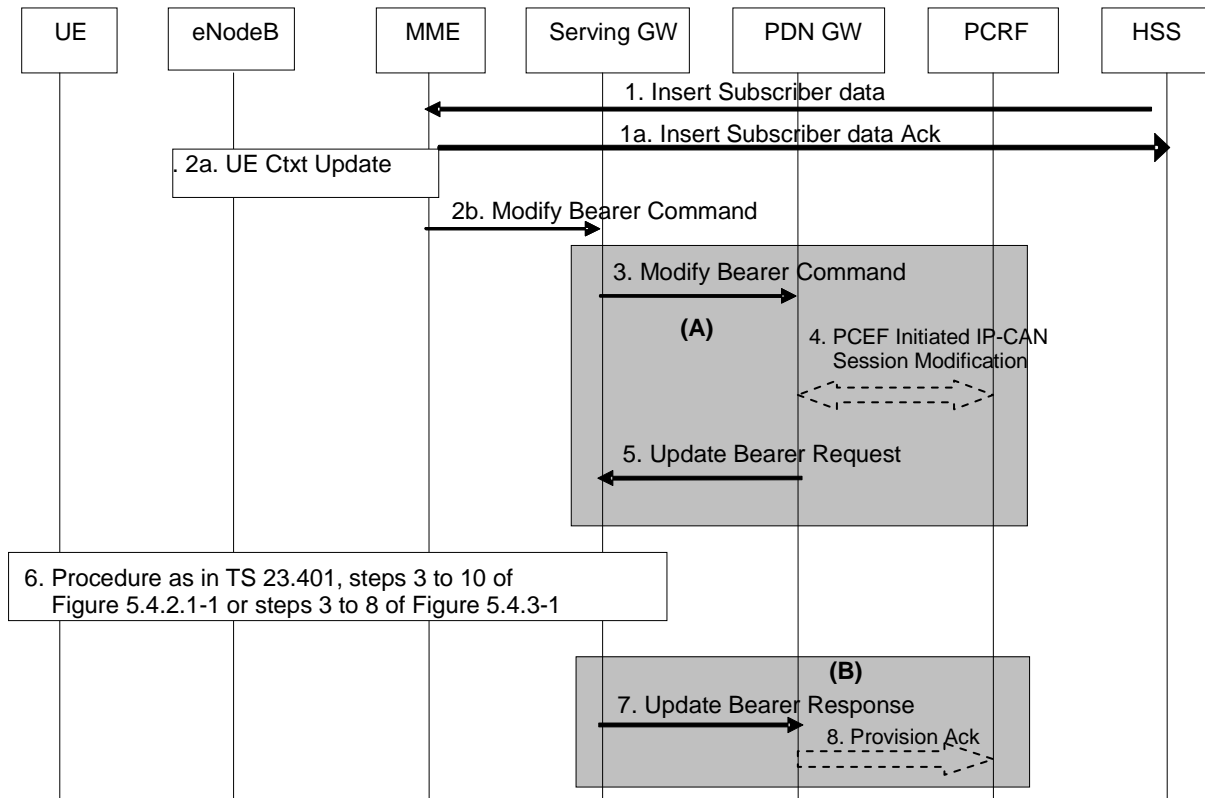 UE eNodeB MME Serving GW PDN GW PCRF HSS
1. Insert Subscriber data
1a. Insert Subscriber data Ack
. 2a. UE Ctxt Update
2b. Modify Bearer Command
3. Modify Bearer Command
(A)
4. PCEF Initiated IP-CAN
Session Modification
5. Update Bearer Request
6. Procedure as in TS 23.401, steps 3 to 10 of
Figure 5.4.2.1-1 or steps 3 to 8 of Figure 5.4.3-1
(B)
7. Update Bearer Response
8. Provision Ack